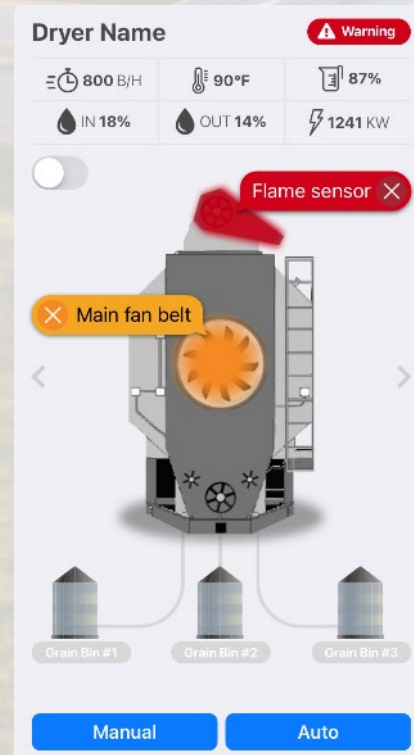 Dryer Name
Warning
800 B/H
90°F
87%
IN 18%
OUT 14%
1241 KW
Flame sensor
Main fan belt
Grain Bin #1
Grain Bin #2
Grain Bin #3
Manual
Auto